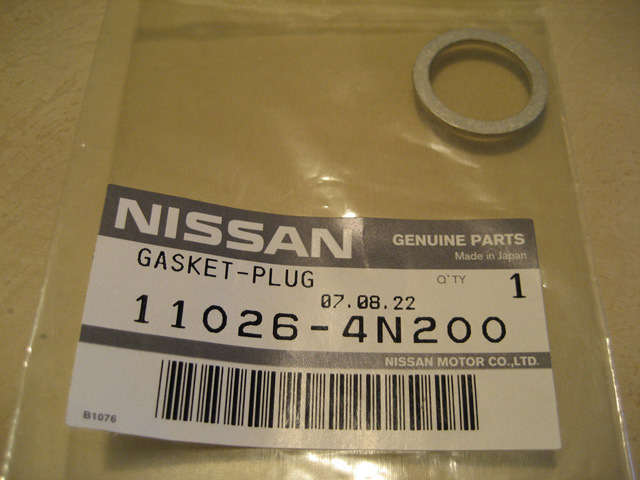 NISSAN
GENUINE PARTS
Made in Japan
GASKET-PLUG
Q'TY 1
07.08.22
11026-4N200
NISSAN MOTOR CO.,LTD.
B1076